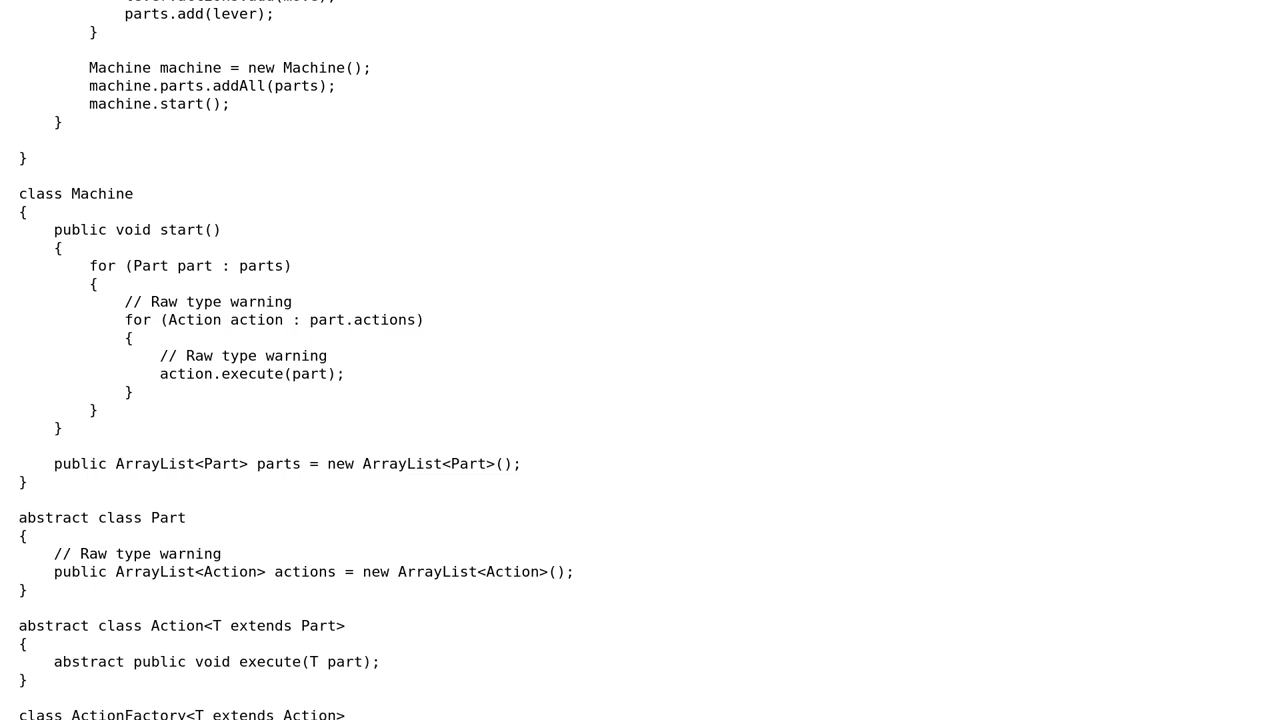 parts.add(lever);
}
Machine machine = new Machine();
machine.parts.addAll(parts);
machine.start();
}
}
class Machine
{
public void start()
{
for (Part part : parts)
{
// Raw type warning
for (Action action : part.actions)
{
// Raw type warning
action.execute(part);
}
}
}
public ArrayList<Part> parts = new ArrayList<Part>();
}
abstract class Part
{
// Raw type warning
public ArrayList<Action> actions = new ArrayList<Action>();
}
abstract class Action<T extends Part>
{
abstract public void execute(T part);
}
class ActionFactory<T extends Action>